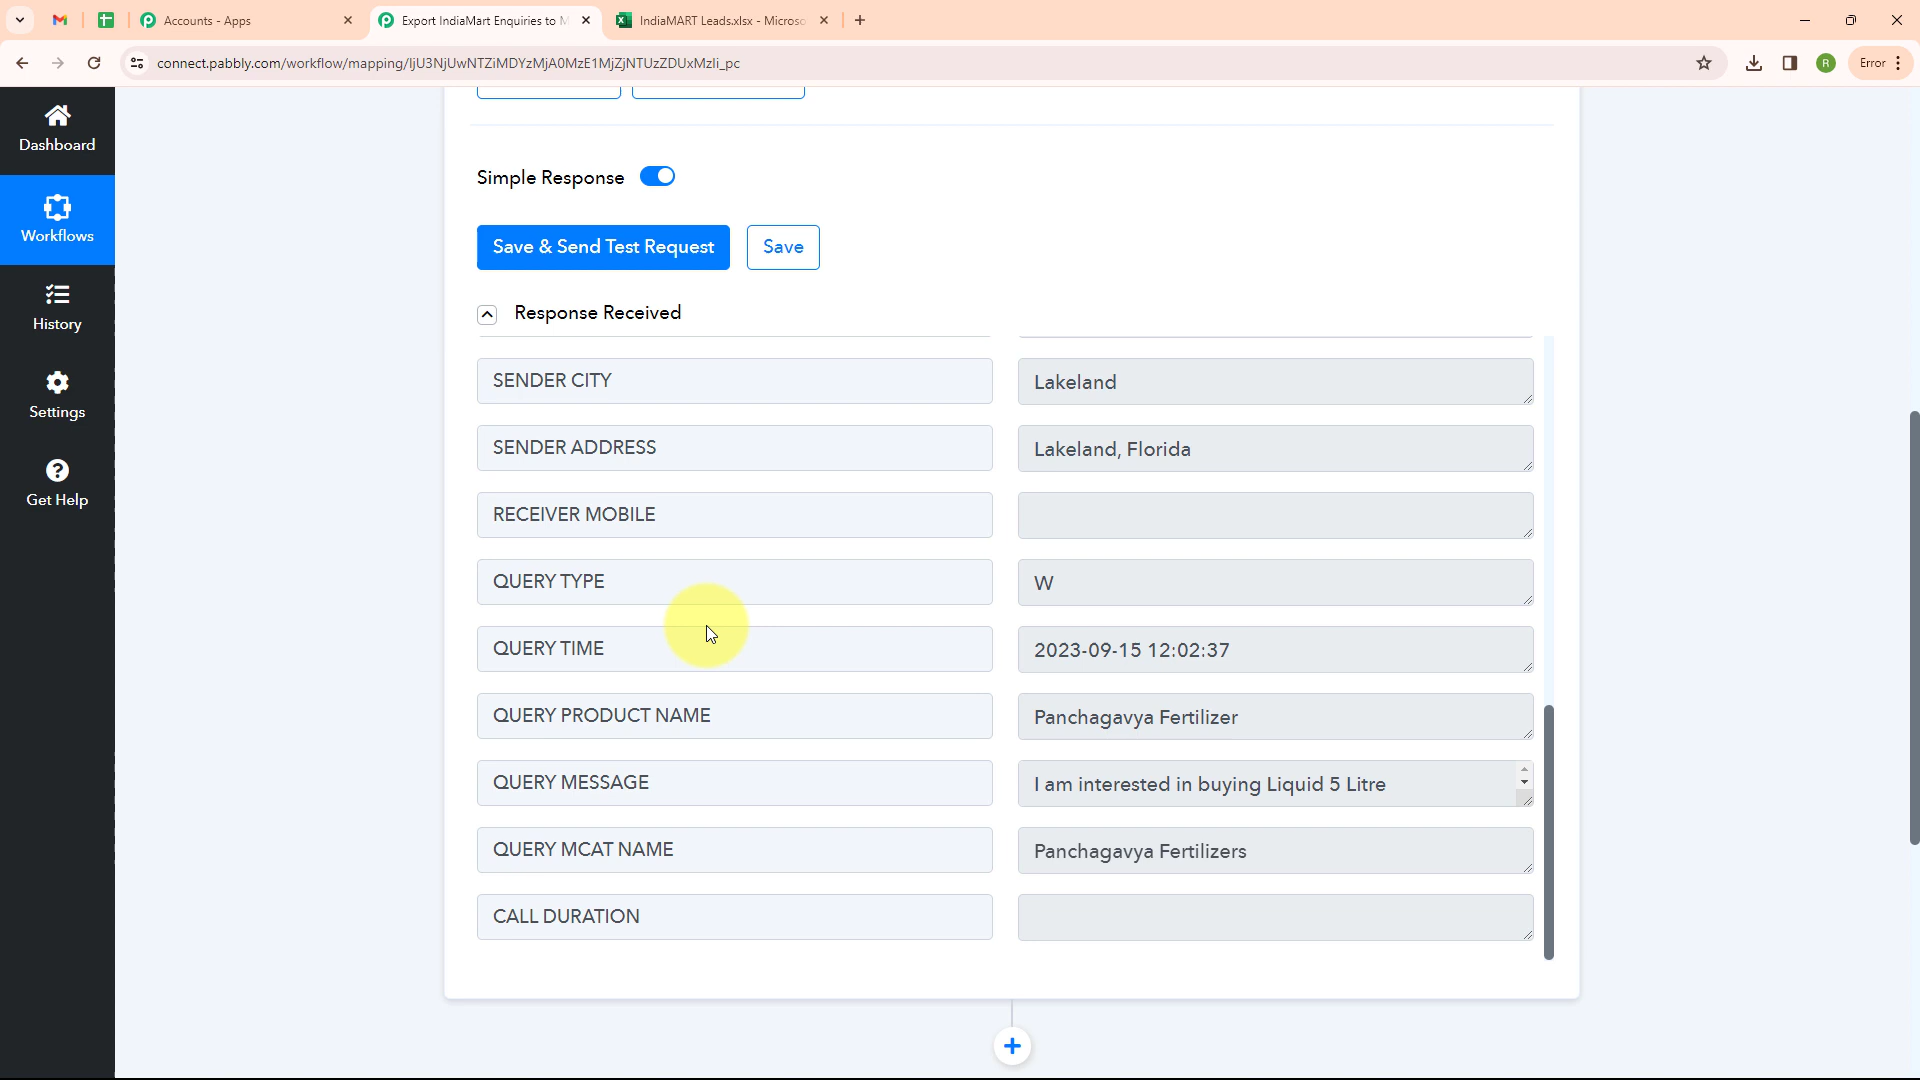 Accounts - Apps
Export IndiaMart Enquiries to M
IndiaMART Leads.xlsx - Microso
connect.pabbly.com/workflow/mapping/IjU3NjUwNTZiMDYzMjA0MzE1MjZjNTUzZDUxMzIi_pc
R
Error
Dashboard
Workflows
History
Settings
Get Help
Simple Response
Save & Send Test Request
Save
Response Received
SENDER CITY
Lakeland
SENDER ADDRESS
Lakeland, Florida
RECEIVER MOBILE
QUERY TYPE
W
QUERY TIME
2023-09-15 12:02:37
QUERY PRODUCT NAME
Panchagavya Fertilizer
QUERY MESSAGE
I am interested in buying Liquid 5 Litre
QUERY MCAT NAME
Panchagavya Fertilizers
CALL DURATION